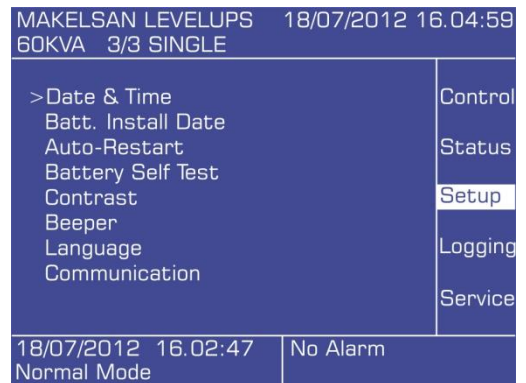 MAKELSAN LEVELUPS 18/07/2012 16.04:59
60KVA 3/3 SINGLE
>Date & Time
Batt. Install Date
Auto-Restart
Battery Self Test
Contrast
Beeper
Language
Communication
Control
Status
Setup
Logging
Service
18/07/2012 16.02:47
Normal Mode
No Alarm